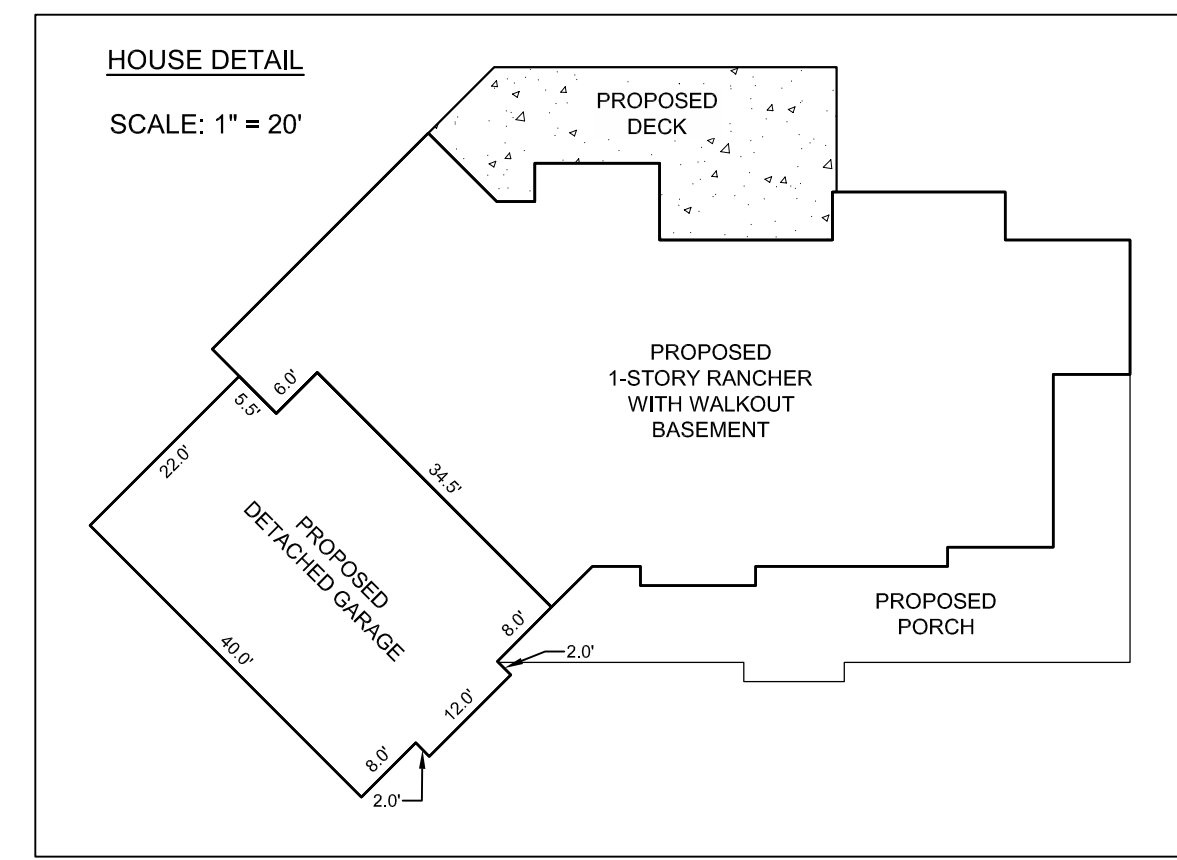 HOUSE DETAIL
SCALE: 1" = 20'
PROPOSED
DECK
PROPOSED
1-STORY RANCHER
WITH WALKOUT
BASEMENT
5.5'
6.0'
22.0'
34.5'
PROPOSED
DETACHED GARAGE
40.0'
8.0'
2.0'
12.0'
8.0'
2.0'
PROPOSED
PORCH